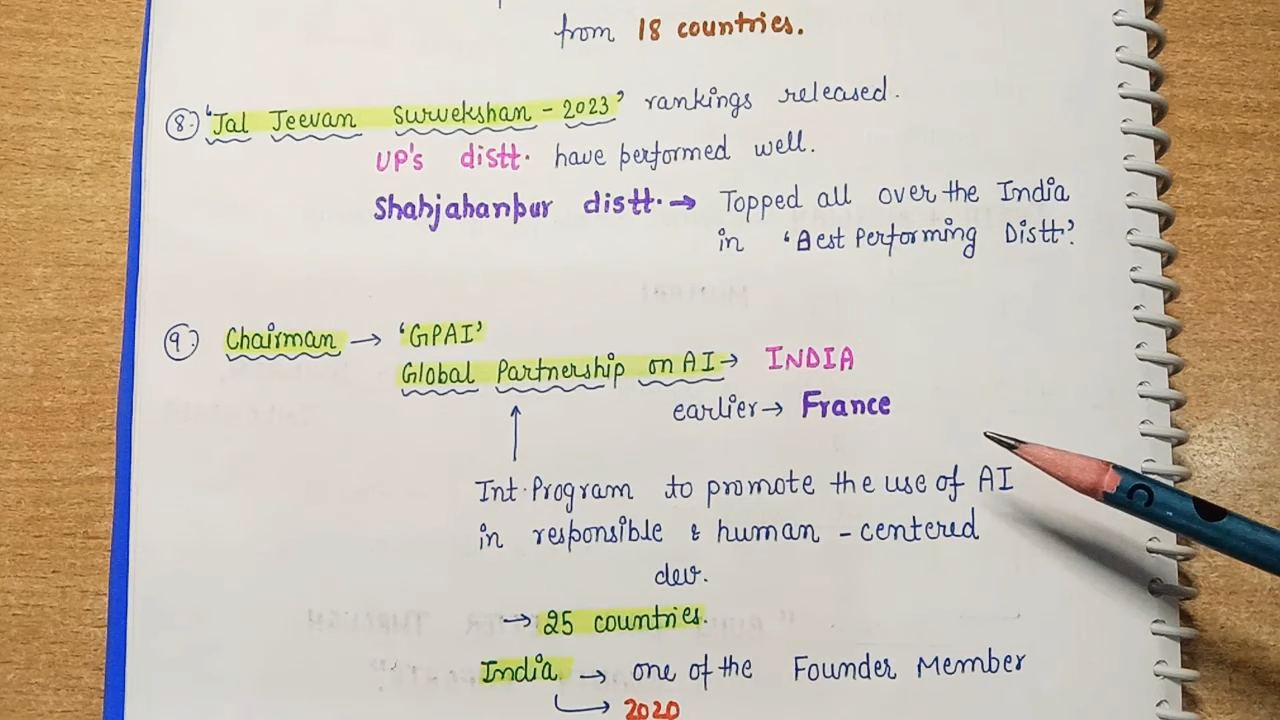 from 18 countries.
8. 'Jal Jeevan Survekshan - 2023' rankings released.
UP's distt. have performed well.
Shahjahanpur distt. → Topped all over the India
in 'Best Performing Distt.'
9. Chairman → 'GPAI'
Global Partnership on AI → INDIA
earlier → France
↑
Int. Program to promote the use of AI
in responsible & human-centered
dev.
→ 25 countries.
India → one of the Founder Member
↳ 2020